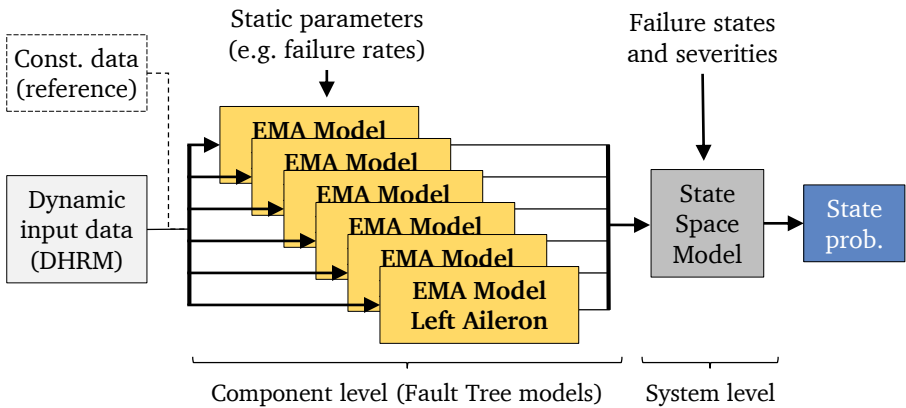 Static parameters
(e.g. failure rates)
Failure states
and severities
Const. data
(reference)
EMA Model
EMA Model
EMA Model
EMA Model
EMA Model
EMA Model
Left Aileron
Dynamic
input data
(DHRM)
State
Space
Model
State
prob.
Component level (Fault Tree models)
System level